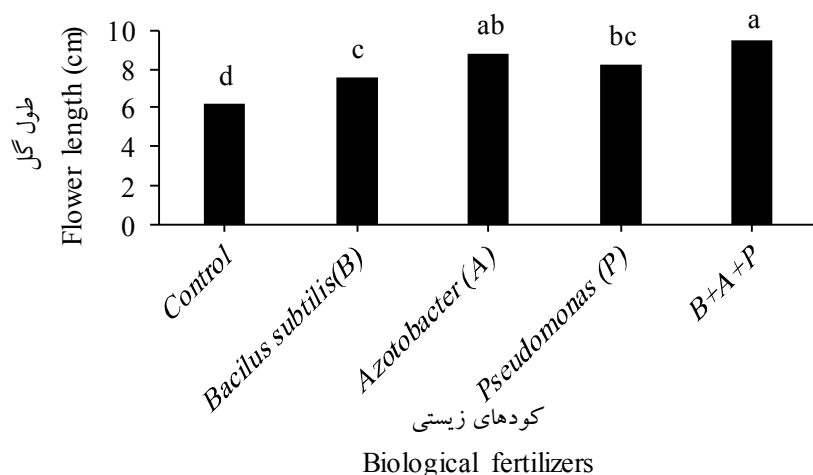 طول گل
Flower length (cm)
10
8
6
4
2
0
d
c
ab
bc
a
Control
Bacilus subtilis(B)
Azotobacter (A)
Pseudomonas (P)
B+A+P
کودهای زیستی
Biological fertilizers